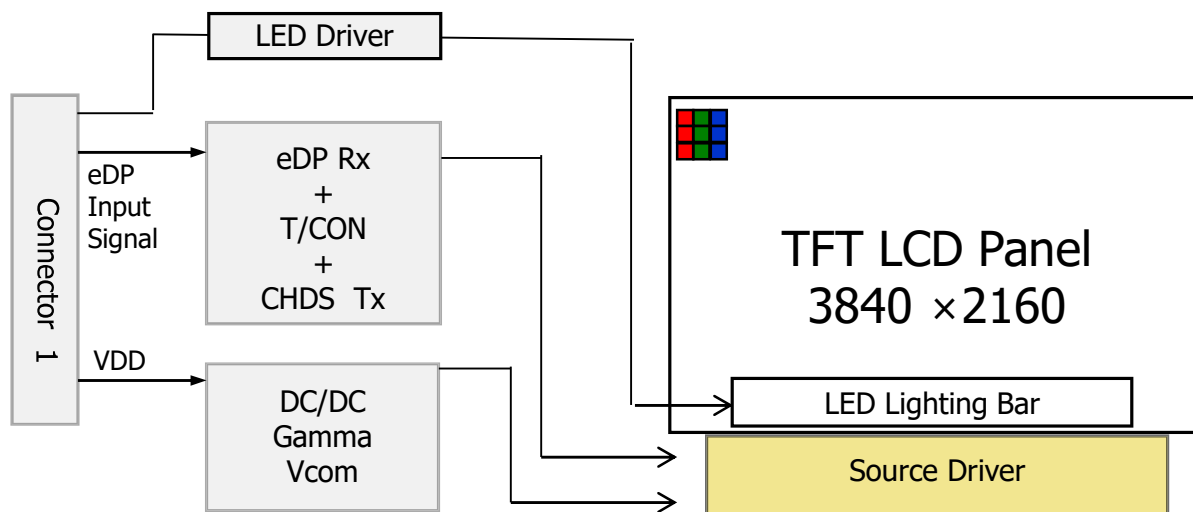 LED Driver
Connector 1
eDP
Input
Signal
eDP Rx
+
T/CON
+
CHDS Tx
VDD
DC/DC
Gamma
Vcom
TFT LCD Panel
3840 ×2160
LED Lighting Bar
Source Driver